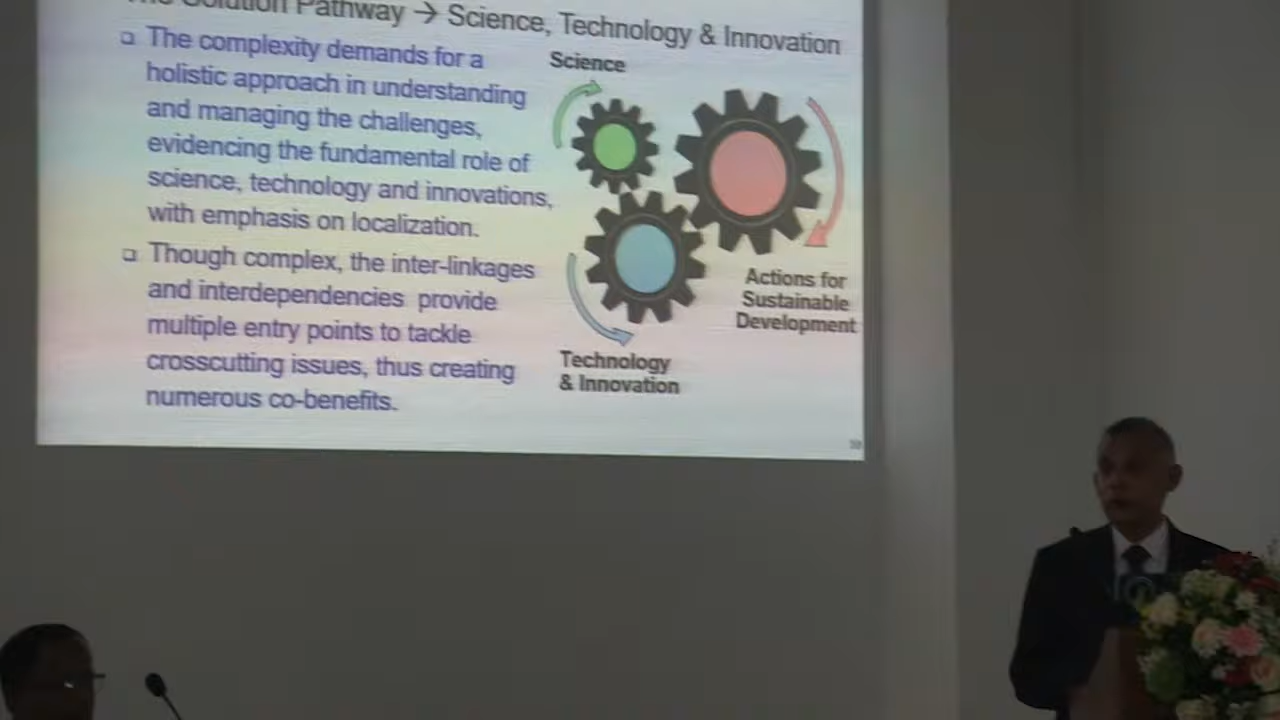 The Solution Pathway → Science, Technology & Innovation
❑ The complexity demands for a
holistic approach in understanding
and managing the challenges,
evidencing the fundamental role of
science, technology and innovations,
with emphasis on localization.
❑ Though complex, the inter-linkages
and interdependencies provide
multiple entry points to tackle
crosscutting issues, thus creating
numerous co-benefits.
Science
Actions for
Sustainable
Development
Technology
& Innovation